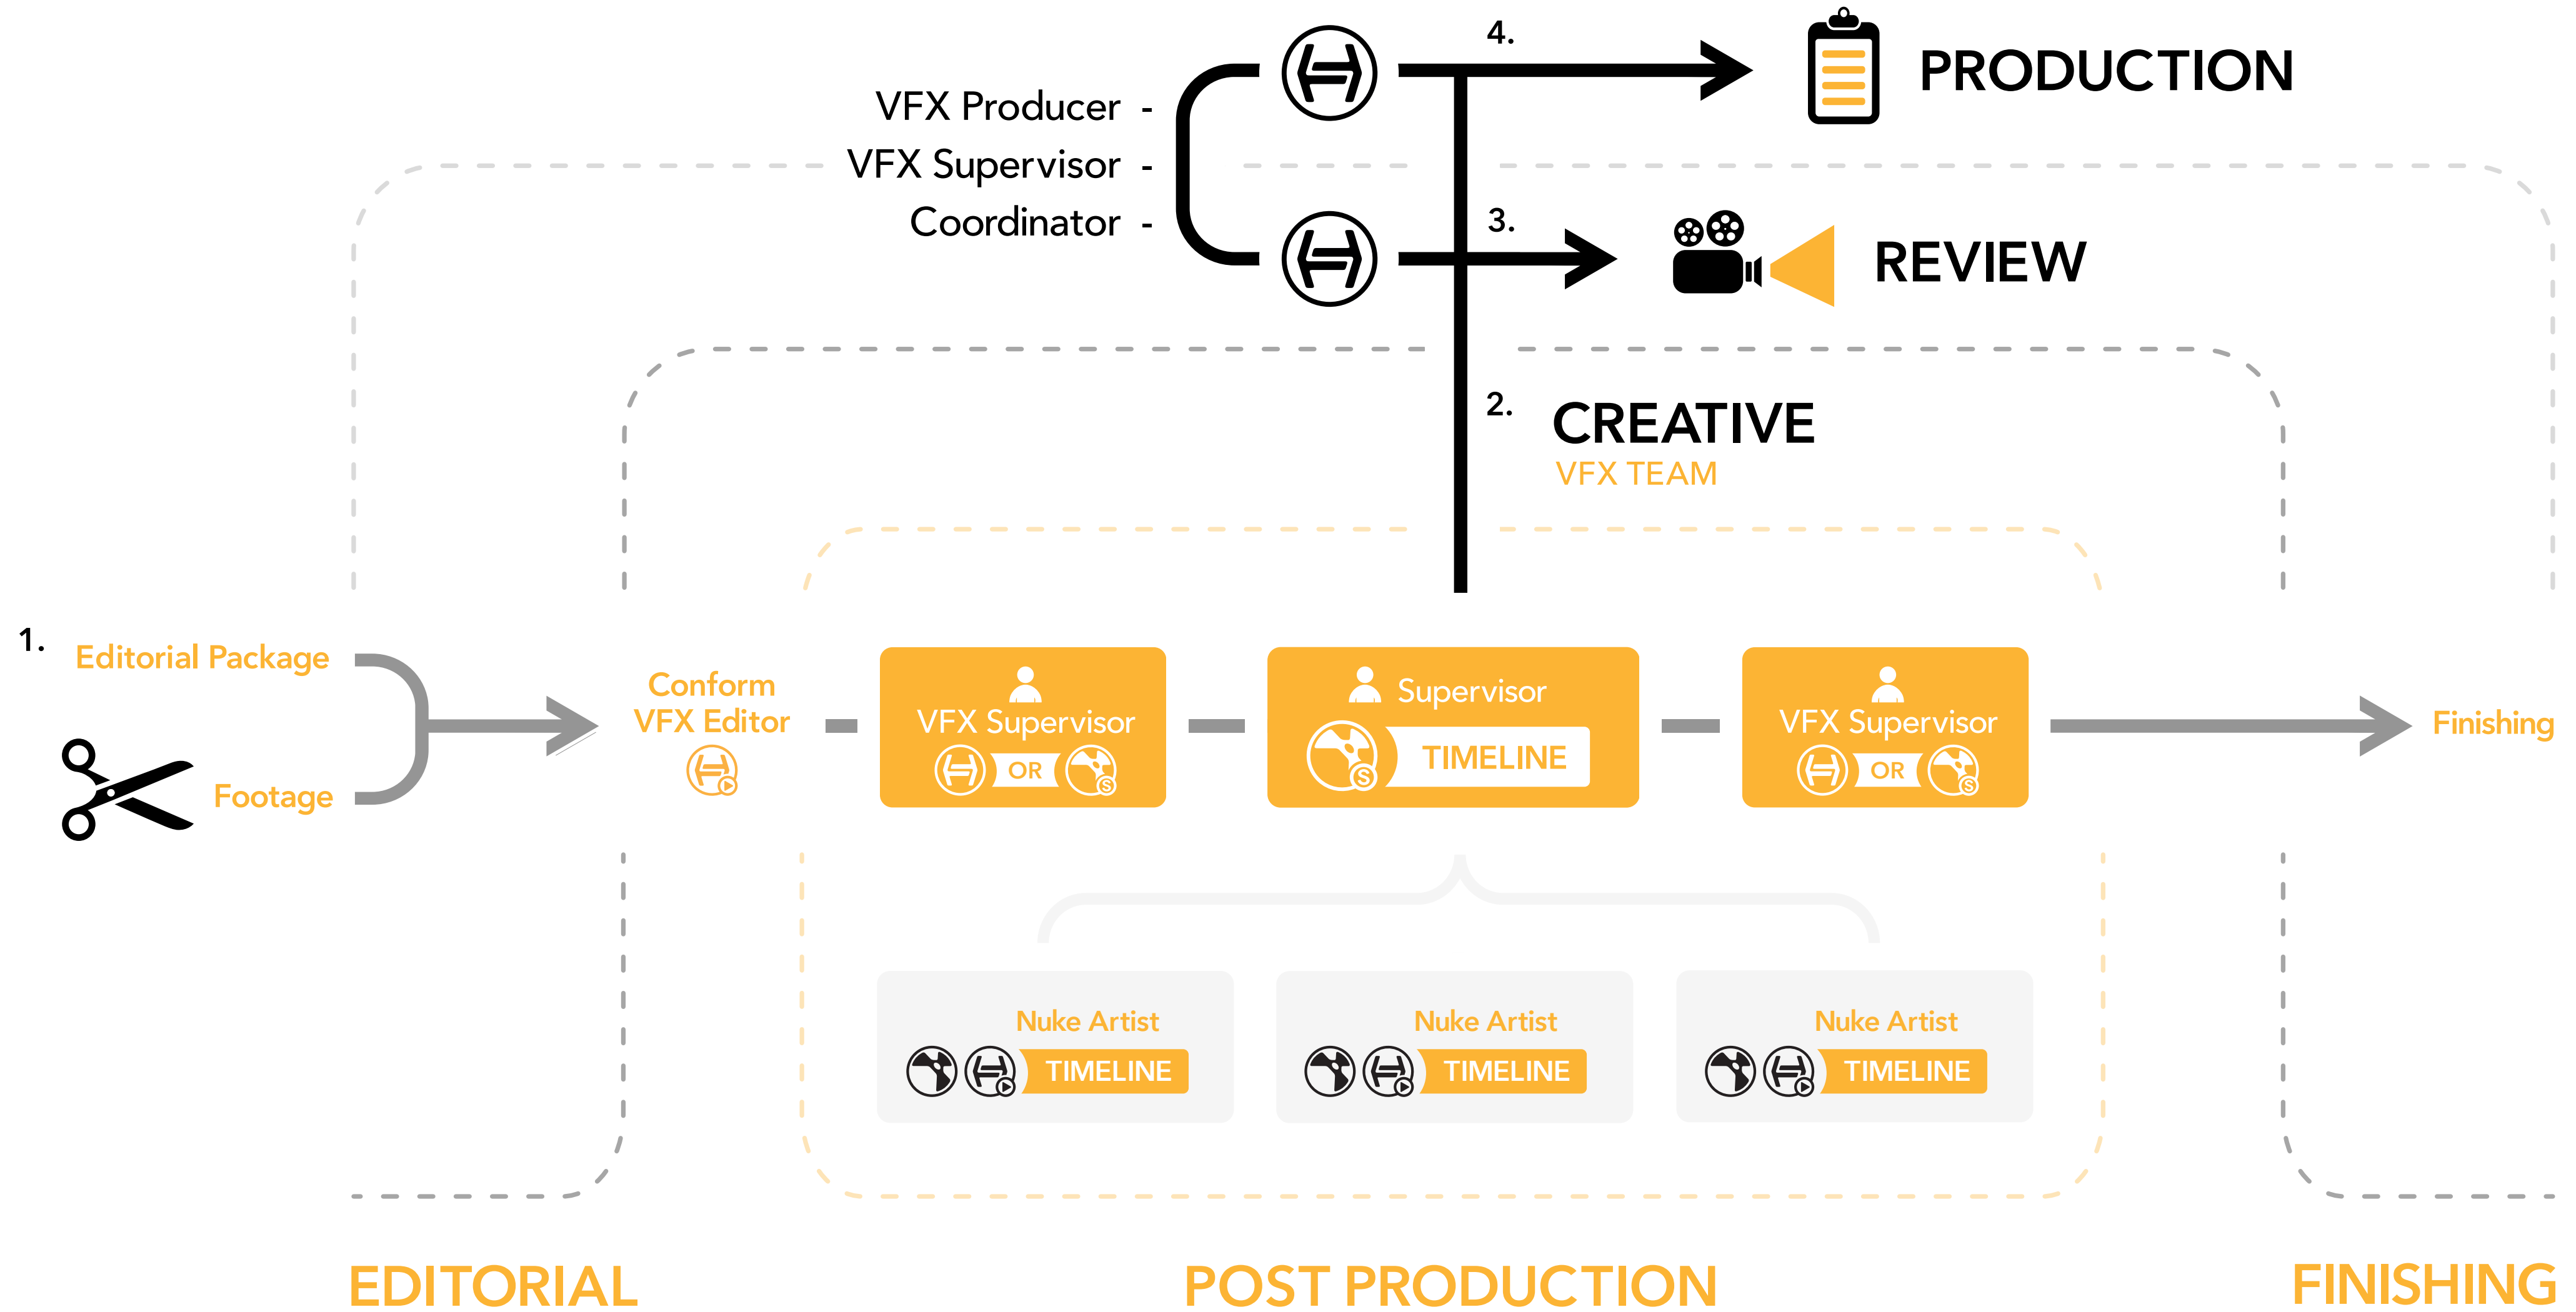 4.
PRODUCTION
VFX Producer -
VFX Supervisor -
Coordinator -
3.
REVIEW
2.
CREATIVE
VFX TEAM
1.
Editorial Package
Footage
Conform
VFX Editor
VFX Supervisor
OR
S
Supervisor
TIMELINE
S
VFX Supervisor
OR
S
Finishing
Nuke Artist
TIMELINE
Nuke Artist
TIMELINE
Nuke Artist
TIMELINE
EDITORIAL
POST PRODUCTION
FINISHING